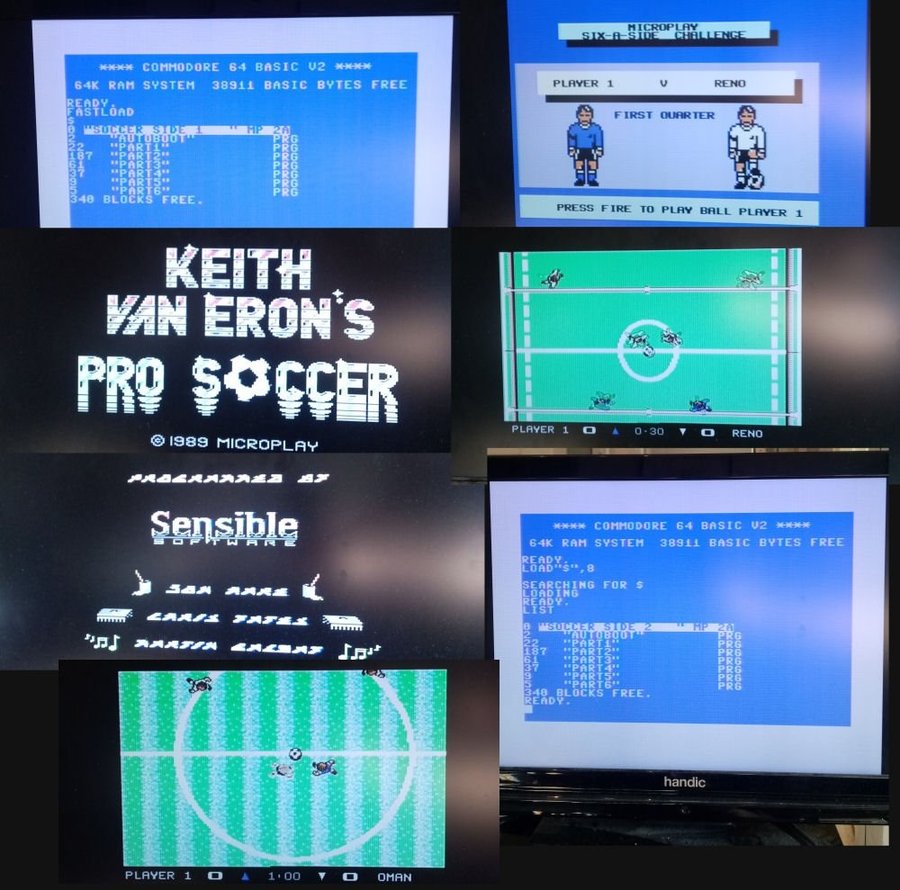 **** COMMODORE 64 BASIC V2 ****
64K RAM SYSTEM 38911 BASIC BYTES FREE
READY.
FASTLOAD
$
0 "SOCCER SIDE 1 " MP 2A
2 "AUTOBOOT" PRG
22 "PART1" PRG
187 "PART2" PRG
61 "PART3" PRG
37 "PART4" PRG
9 "PART5" PRG
5 "PART6" PRG
340 BLOCKS FREE.
MICROPLAY
SIX-A-SIDE CHALLENGE
PLAYER 1 V RENO
FIRST QUARTER
PRESS FIRE TO PLAY BALL PLAYER 1
KEITH
VAN ERON'S
PRO SOCCER
© 1989 MICROPLAY
PLAYER 1 0 ▲ 0·30 ▼ 0 RENO
PROGRAMMED BY
Sensible
SOFTWARE
CHRIS YATES
MARTIN GALWAY
PLAYER 1 0 ▲ 1·00 ▼ 0 OMAN
**** COMMODORE 64 BASIC V2 ****
64K RAM SYSTEM 38911 BASIC BYTES FREE
READY.
LOAD"$",8
SEARCHING FOR $
LOADING
READY.
LIST
0 "SOCCER SIDE 2 " MP 2A
2 "AUTOBOOT" PRG
22 "PART1" PRG
187 "PART2" PRG
61 "PART3" PRG
37 "PART4" PRG
9 "PART5" PRG
5 "PART6" PRG
340 BLOCKS FREE.
READY.
handic